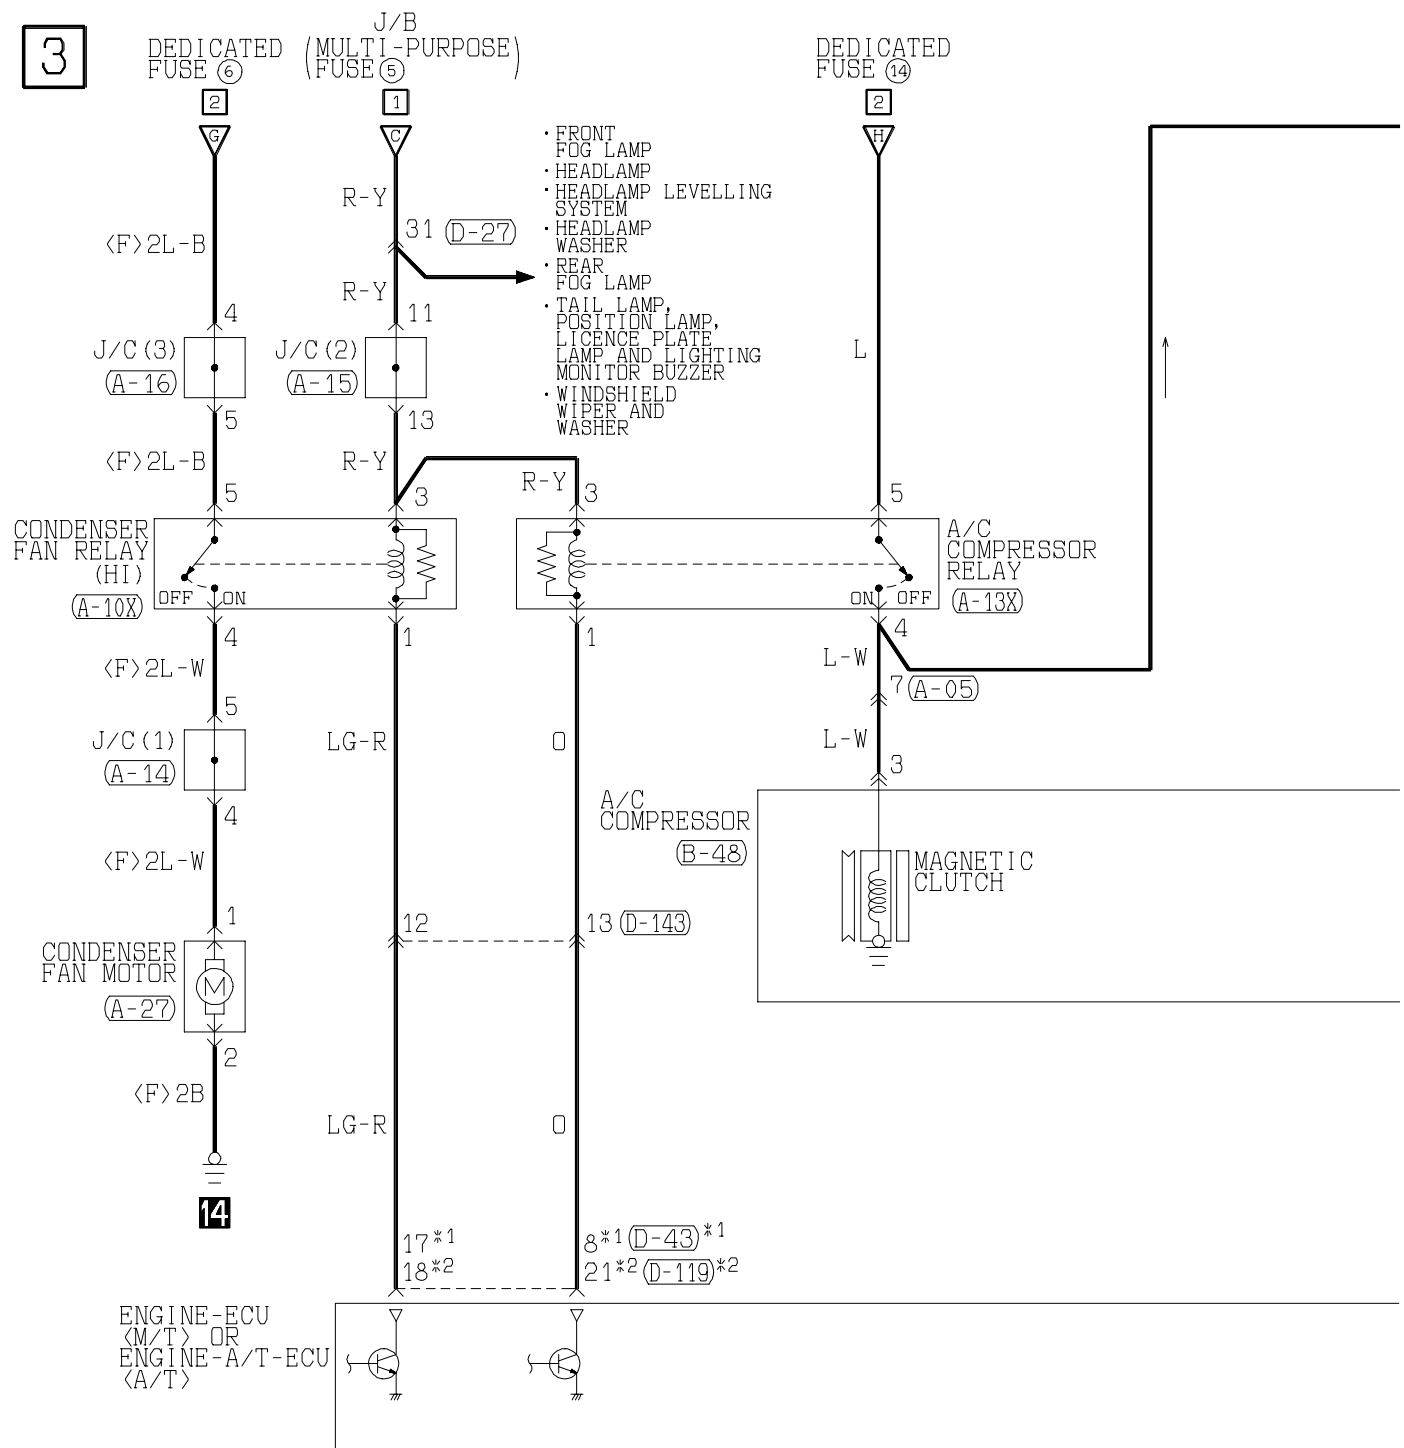 3
DEDICATED
FUSE ⑥
2
G
J/B
(MULTI-PURPOSE)
(FUSE ⑤)
1
C
DEDICATED
FUSE ⑭
2
H
· FRONT
FOG LAMP
· HEADLAMP
· HEADLAMP LEVELLING
SYSTEM
· HEADLAMP
WASHER
· REAR
FOG LAMP
· TAIL LAMP,
POSITION LAMP,
LICENCE PLATE
LAMP AND LIGHTING
MONITOR BUZZER
· WINDSHIELD
WIPER AND
WASHER
R-Y
31 (D-27)
<F>2L-B
R-Y
4
11
J/C(3)
(A-16)
J/C(2)
(A-15)
L
5
13
<F>2L-B
R-Y
R-Y
5
3
3
5
CONDENSER
FAN RELAY
(HI)
(A-10X)
OFF
ON
A/C
COMPRESSOR
RELAY
(A-13X)
ON
OFF
4
1
1
4
<F>2L-W
L-W
7 (A-05)
5
J/C(1)
(A-14)
LG-R
O
L-W
3
4
A/C
COMPRESSOR
(B-48)
<F>2L-W
MAGNETIC
CLUTCH
1
12
13 (D-143)
CONDENSER
FAN MOTOR
(A-27)
M
2
<F>2B
LG-R
O
14
17*1
8*1 (D-43)*1
18*2
21*2 (D-119)*2
ENGINE-ECU
<M/T> OR
ENGINE-A/T-ECU
<A/T>